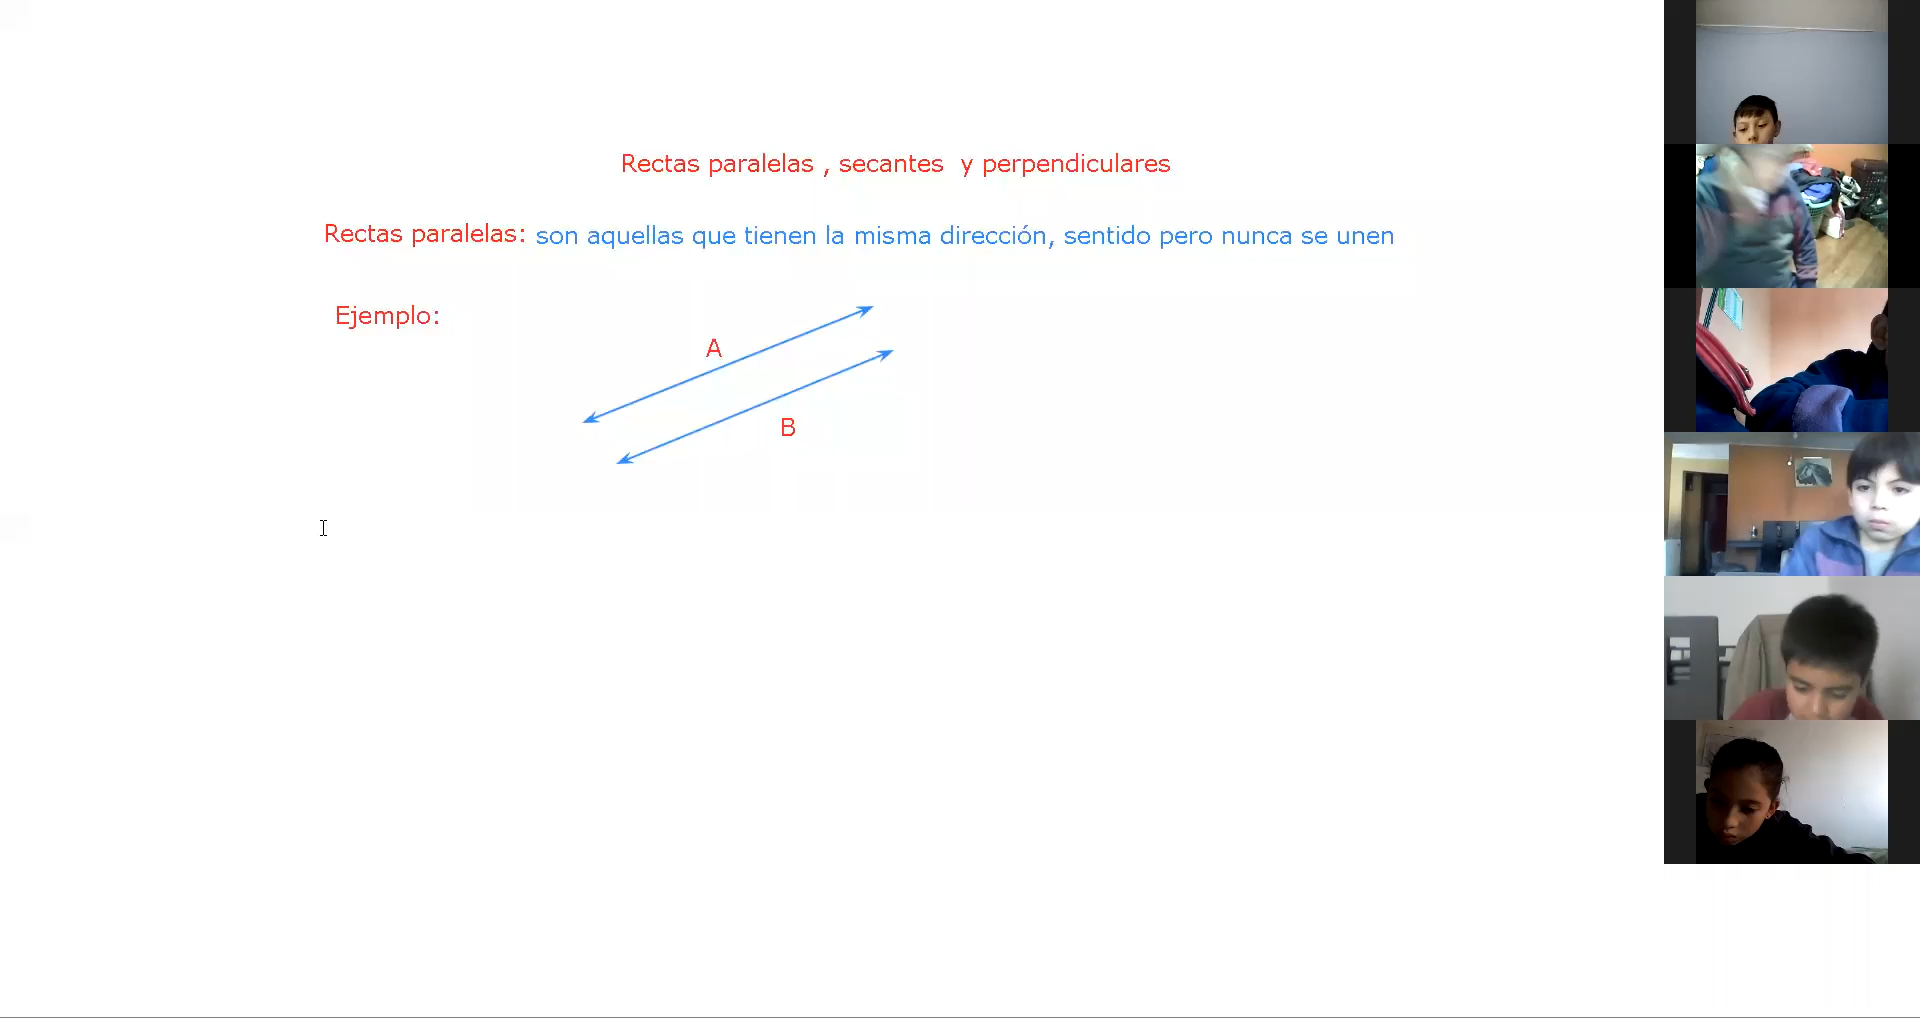 Rectas paralelas , secantes  y perpendiculares
Rectas paralelas: son aquellas que tienen la misma dirección, sentido pero nunca se unen
Ejemplo:
A
B